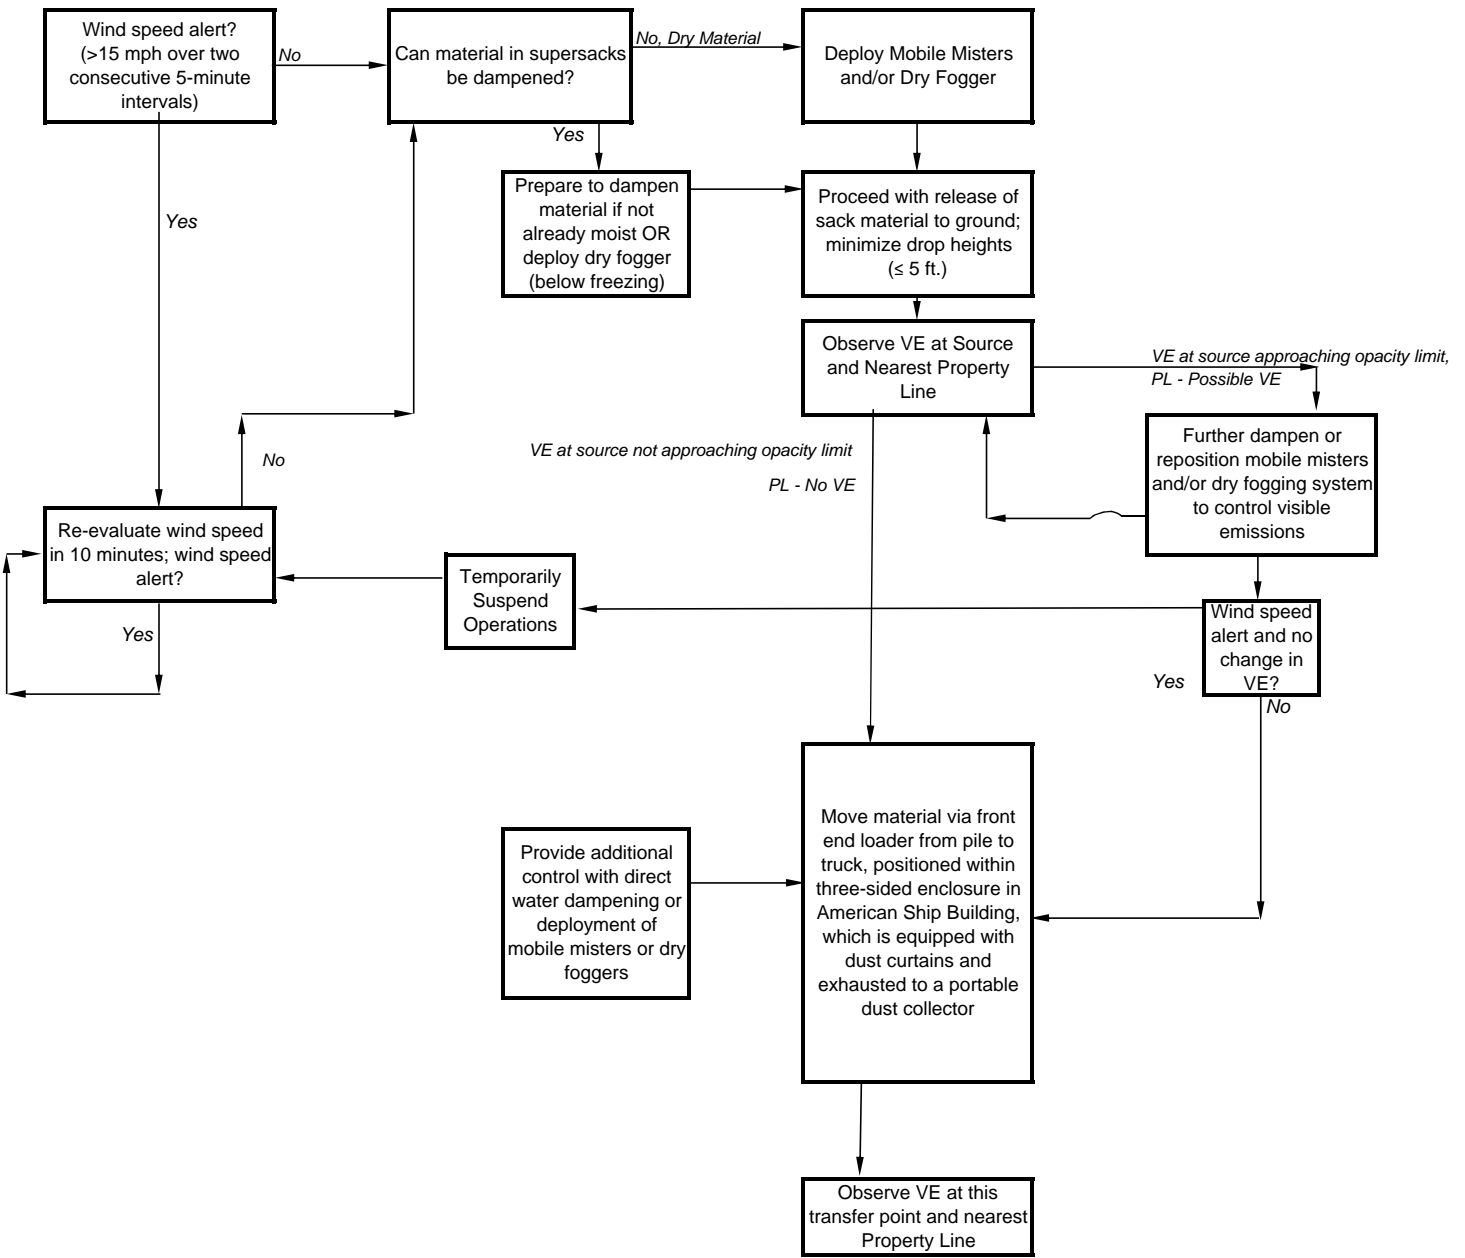 Wind speed alert?
(>15 mph over two
consecutive 5-minute
intervals)
No
Can material in supersacks
be dampened?
No, Dry Material
Deploy Mobile Misters
and/or Dry Fogger
Yes
Yes
Prepare to dampen
material if not
already moist OR
deploy dry fogger
(below freezing)
Proceed with release of
sack material to ground;
minimize drop heights
(≤ 5 ft.)
Observe VE at Source
and Nearest Property
Line
VE at source approaching opacity limit,
PL - Possible VE
VE at source not approaching opacity limit
PL - No VE
Further dampen or
reposition mobile misters
and/or dry fogging system
to control visible
emissions
No
Re-evaluate wind speed
in 10 minutes; wind speed
alert?
Yes
Temporarily
Suspend
Operations
Wind speed
alert and no
change in
VE?
Yes
No
Provide additional
control with direct
water dampening or
deployment of
mobile misters or dry
foggers
Move material via front
end loader from pile to
truck, positioned within
three-sided enclosure in
American Ship Building,
which is equipped with
dust curtains and
exhausted to a portable
dust collector
Observe VE at this
transfer point and nearest
Property Line